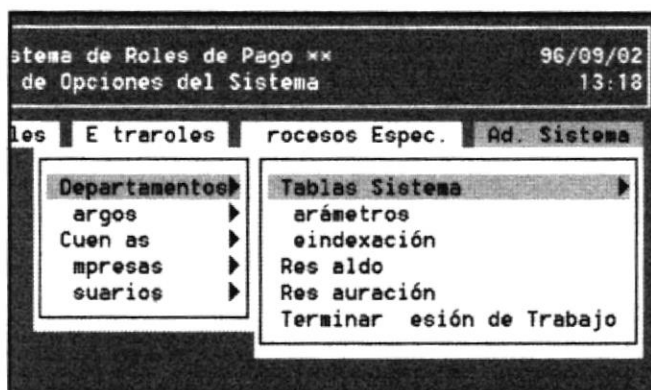 stema de Roles de Pago ** 96/09/02
de Opciones del Sistema 13:18
les E traroles rocesos Espec. Ad. Sistema
Departamentos Tablas Sistema
argos arámetros
Cuen as eindexación
mpresas Res aldo
suarios Res auración
Terminar esión de Trabajo